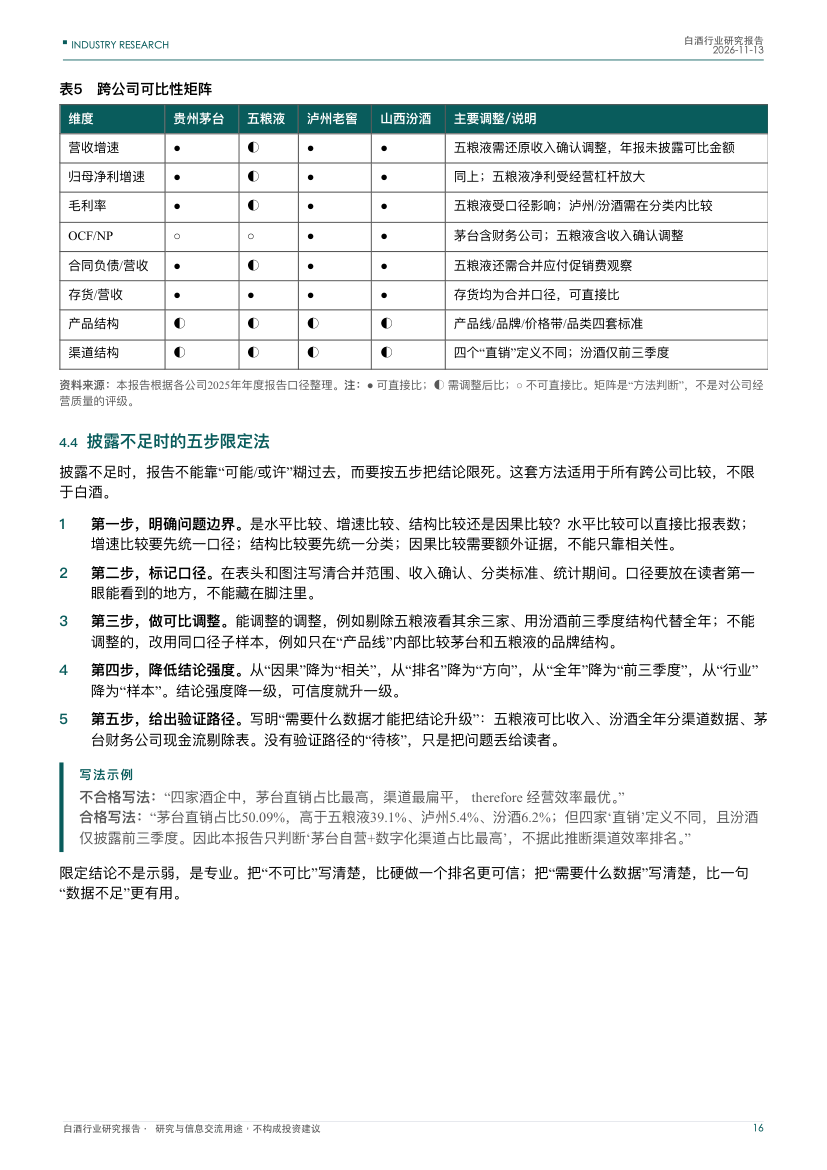 INDUSTRY RESEARCH
白酒行业研究报告
2026-11-13
表5 跨公司可比性矩阵
维度 贵州茅台 五粮液 泸州老窖 山西汾酒 主要调整/说明
营收增速 ● ◐ ● ● 五粮液需还原收入确认调整，年报未披露可比金额
归母净利增速 ● ◐ ● ● 同上；五粮液净利受经营杠杆放大
毛利率 ● ◐ ● ● 五粮液受口径影响；泸州/汾酒需在分类内比较
OCF/NP ○ ○ ● ● 茅台含财务公司；五粮液含收入确认调整
合同负债/营收 ● ◐ ● ● 五粮液还需合并应付促销费观察
存货/营收 ● ● ● ● 存货均为合并口径，可直接比
产品结构 ◐ ◐ ◐ ◐ 产品线/品牌/价格带/品类四套标准
渠道结构 ◐ ◐ ◐ ◐ 四个“直销”定义不同；汾酒仅前三季度
资料来源：本报告根据各公司2025年年度报告口径整理。注：● 可直接比；◐ 需调整后比；○ 不可直接比。矩阵是“方法判断”，不是对公司经
营质量的评级。
4.4 披露不足时的五步限定法
披露不足时，报告不能靠“可能/或许”糊过去，而要按五步把结论限死。这套方法适用于所有跨公司比较，不限
于白酒。
1 第一步，明确问题边界。是水平比较、增速比较、结构比较还是因果比较？水平比较可以直接比报表数；
增速比较要先统一口径；结构比较要先统一分类；因果比较需要额外证据，不能只靠相关性。
2 第二步，标记口径。在表头和图注写清合并范围、收入确认、分类标准、统计期间。口径要放在读者第一
眼能看到的地方，不能藏在脚注里。
3 第三步，做可比调整。能调整的调整，例如剔除五粮液看其余三家、用汾酒前三季度结构代替全年；不能
调整的，改用同口径子样本，例如只在“产品线”内部比较茅台和五粮液的品牌结构。
4 第四步，降低结论强度。从“因果”降为“相关”，从“排名”降为“方向”，从“全年”降为“前三季度”，从“行业”
降为“样本”。结论强度降一级，可信度就升一级。
5 第五步，给出验证路径。写明“需要什么数据才能把结论升级”：五粮液可比收入、汾酒全年分渠道数据、茅
台财务公司现金流剔除表。没有验证路径的“待核”，只是把问题丢给读者。
写法示例
不合格写法：“四家酒企中，茅台直销占比最高，渠道最扁平， therefore 经营效率最优。”
合格写法：“茅台直销占比50.09%，高于五粮液39.1%、泸州5.4%、汾酒6.2%；但四家‘直销’定义不同，且汾酒
仅披露前三季度。因此本报告只判断‘茅台自营+数字化渠道占比最高’，不据此推断渠道效率排名。”
限定结论不是示弱，是专业。把“不可比”写清楚，比硬做一个排名更可信；把“需要什么数据”写清楚，比一句
“数据不足”更有用。
白酒行业研究报告 · 研究与信息交流用途 · 不构成投资建议
16